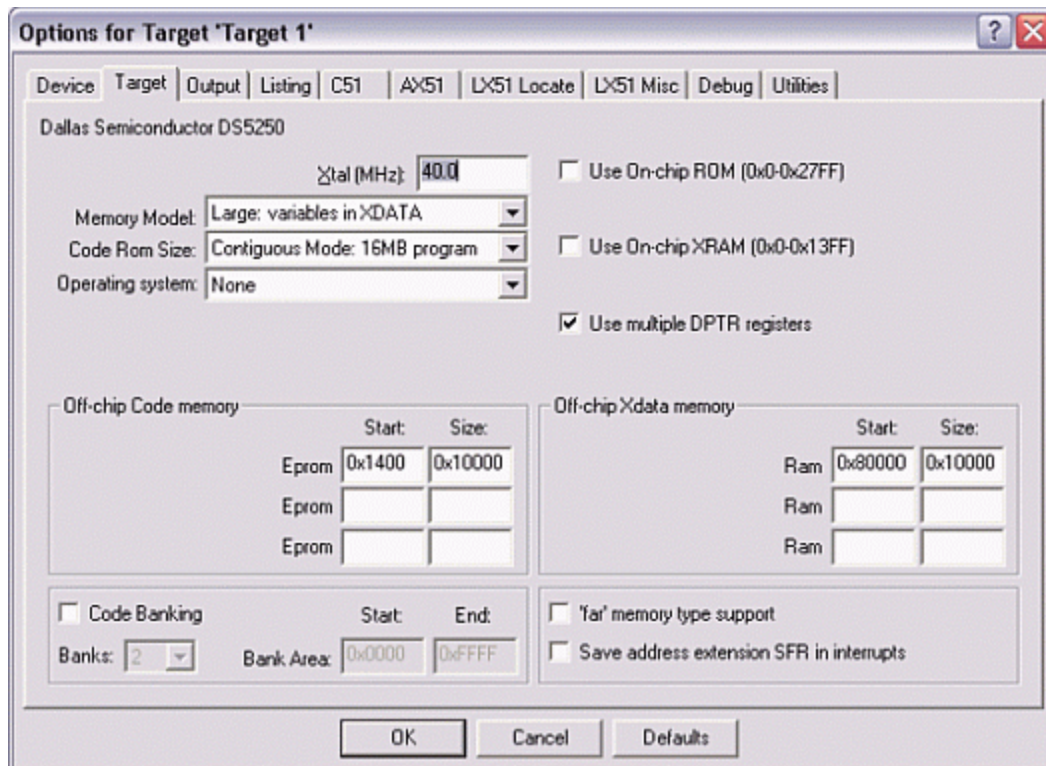 Options for Target 'Target 1'
Device Target Output Listing C51 AX51 LX51 Locate LX51 Misc Debug Utilities
Dallas Semiconductor DS5250
Xtal (MHz): 40.0
Use On-chip ROM (0x0-0x27FF)
Memory Model: Large: variables in XDATA
Code Rom Size: Contiguous Mode: 16MB program
Use On-chip XRAM (0x0-0x13FF)
Operating system: None
Use multiple DPTR registers
Off-chip Code memory
Start: Size:
Eprom 0x1400 0x10000
Eprom
Eprom
Off-chip Xdata memory
Start: Size:
Ram 0x80000 0x10000
Ram
Ram
Code Banking Start: End:
Banks: 2 Bank Area: 0x0000 0xFFFF
'far' memory type support
Save address extension SFR in interrupts
OK Cancel Defaults